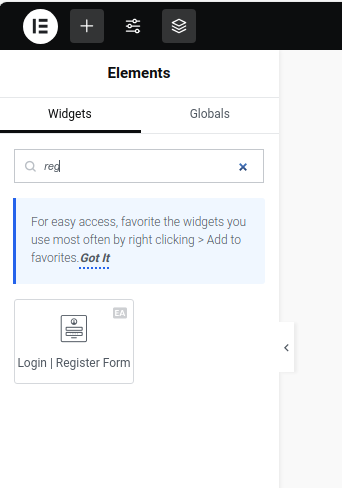 Elements
Widgets
Globals
reg
For easy access, favorite the widgets you
use most often by right clicking > Add to
favorites. Got It
EA
Login | Register Form